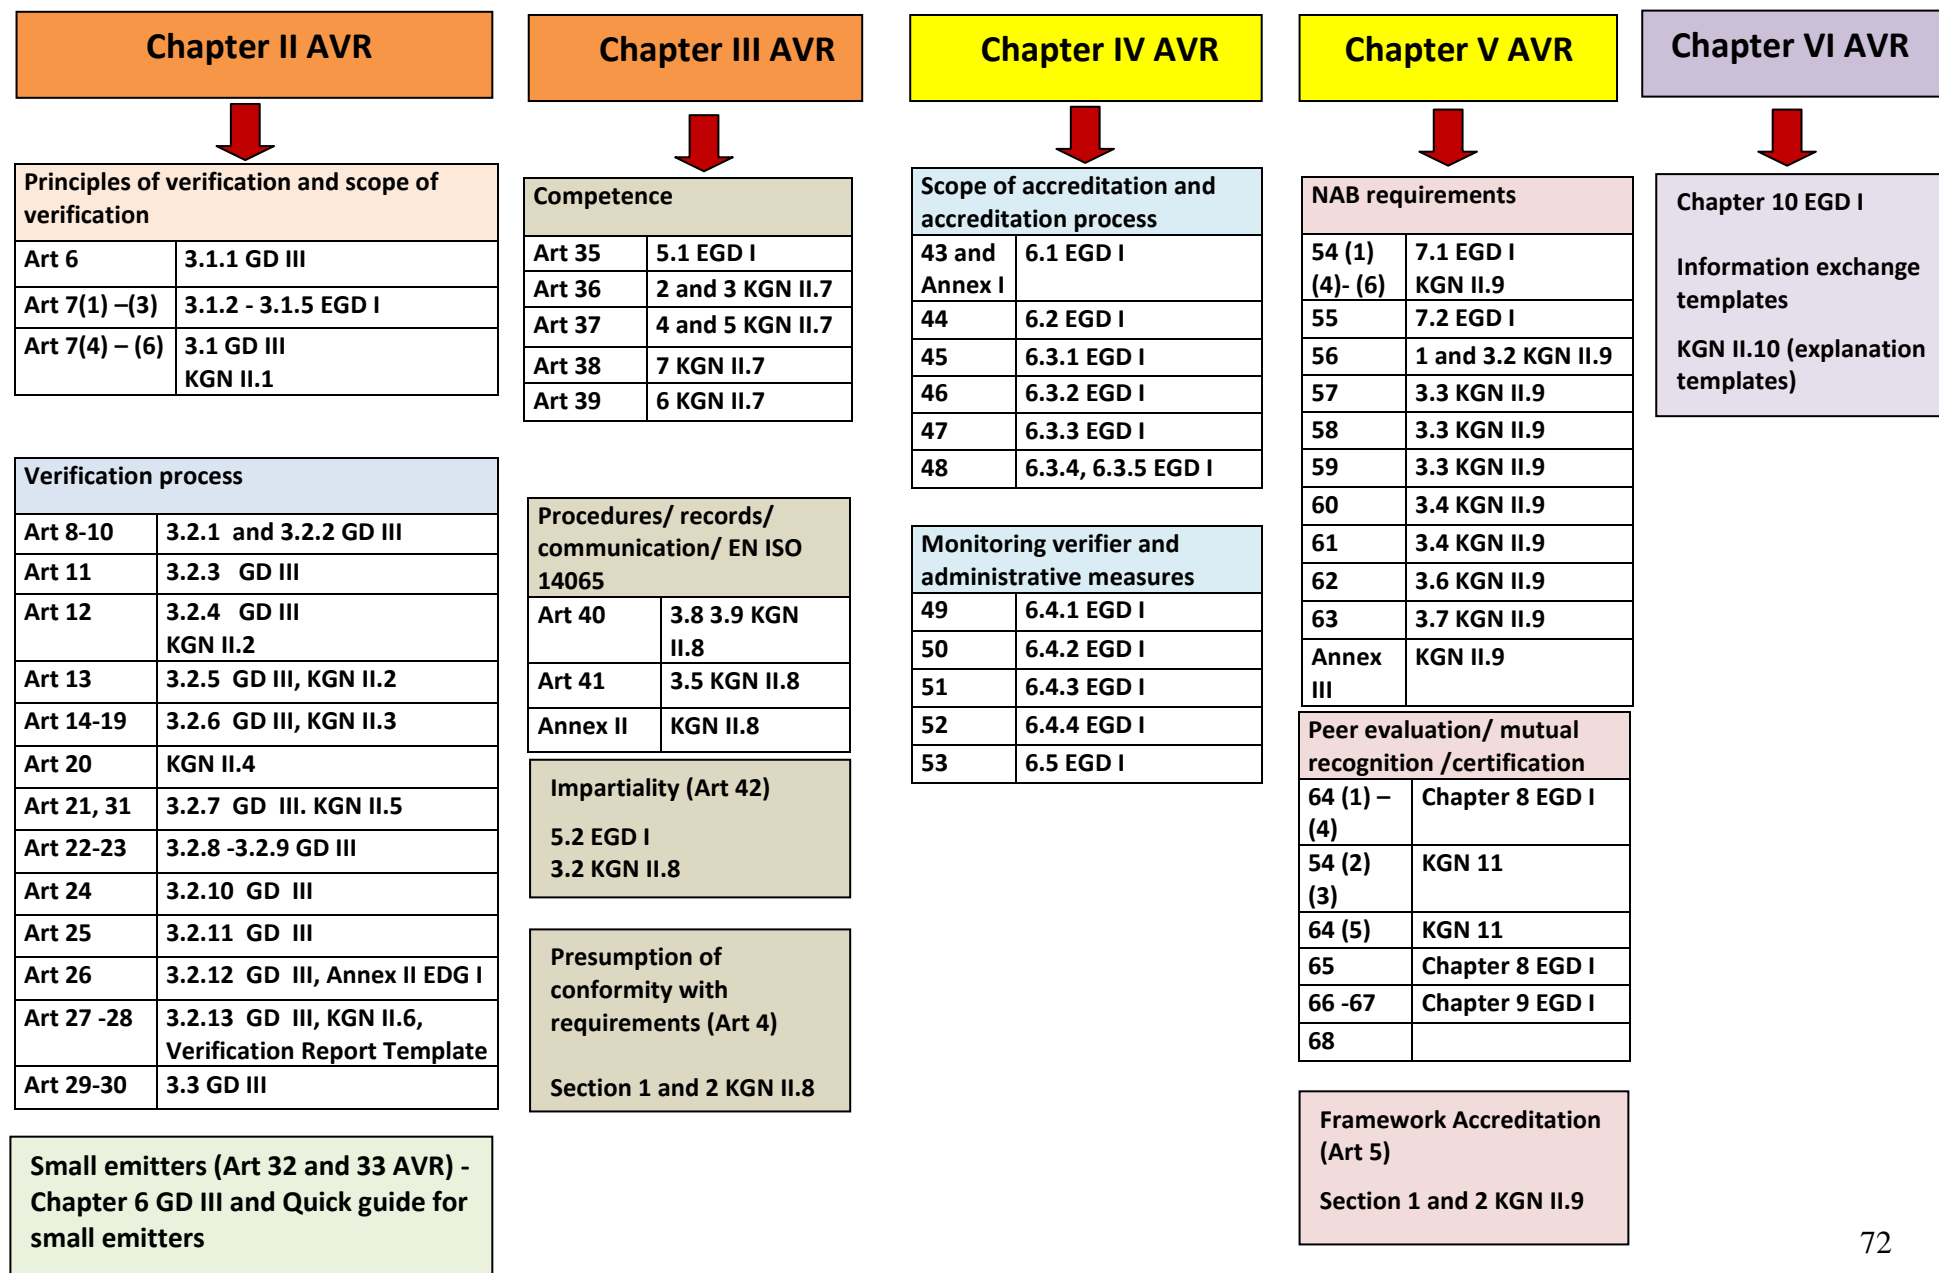 Chapter II AVR
Principles of verification and scope of
verification
Art 6 3.1.1 GD III
Art 7(1) –(3) 3.1.2 - 3.1.5 EGD I
Art 7(4) – (6) 3.1 GD III
KGN II.1
Verification process
Art 8-10 3.2.1 and 3.2.2 GD III
Art 11 3.2.3 GD III
Art 12 3.2.4 GD III
KGN II.2
Art 13 3.2.5 GD III, KGN II.2
Art 14-19 3.2.6 GD III, KGN II.3
Art 20 KGN II.4
Art 21, 31 3.2.7 GD III. KGN II.5
Art 22-23 3.2.8 -3.2.9 GD III
Art 24 3.2.10 GD III
Art 25 3.2.11 GD III
Art 26 3.2.12 GD III, Annex II EDG I
Art 27 -28 3.2.13 GD III, KGN II.6,
Verification Report Template
Art 29-30 3.3 GD III
Small emitters (Art 32 and 33 AVR) -
Chapter 6 GD III and Quick guide for
small emitters
Chapter III AVR
Competence
Art 35 5.1 EGD I
Art 36 2 and 3 KGN II.7
Art 37 4 and 5 KGN II.7
Art 38 7 KGN II.7
Art 39 6 KGN II.7
Procedures/ records/
communication/ EN ISO
14065
Art 40 3.8 3.9 KGN
II.8
Art 41 3.5 KGN II.8
Annex II KGN II.8
Impartiality (Art 42)
5.2 EGD I
3.2 KGN II.8
Presumption of
conformity with
requirements (Art 4)
Section 1 and 2 KGN II.8
Chapter IV AVR
Scope of accreditation and
accreditation process
43 and 6.1 EGD I
Annex I
44 6.2 EGD I
45 6.3.1 EGD I
46 6.3.2 EGD I
47 6.3.3 EGD I
48 6.3.4, 6.3.5 EGD I
Monitoring verifier and
administrative measures
49 6.4.1 EGD I
50 6.4.2 EGD I
51 6.4.3 EGD I
52 6.4.4 EGD I
53 6.5 EGD I
Chapter V AVR
NAB requirements
54 (1) 7.1 EGD I
(4)- (6) KGN II.9
55 7.2 EGD I
56 1 and 3.2 KGN II.9
57 3.3 KGN II.9
58 3.3 KGN II.9
59 3.3 KGN II.9
60 3.4 KGN II.9
61 3.4 KGN II.9
62 3.6 KGN II.9
63 3.7 KGN II.9
Annex KGN II.9
III
Peer evaluation/ mutual
recognition /certification
64 (1) – Chapter 8 EGD I
(4)
54 (2) KGN 11
(3)
64 (5) KGN 11
65 Chapter 8 EGD I
66 -67 Chapter 9 EGD I
68
Framework Accreditation
(Art 5)
Section 1 and 2 KGN II.9
Chapter VI AVR
Chapter 10 EGD I
Information exchange
templates
KGN II.10 (explanation
templates)
72